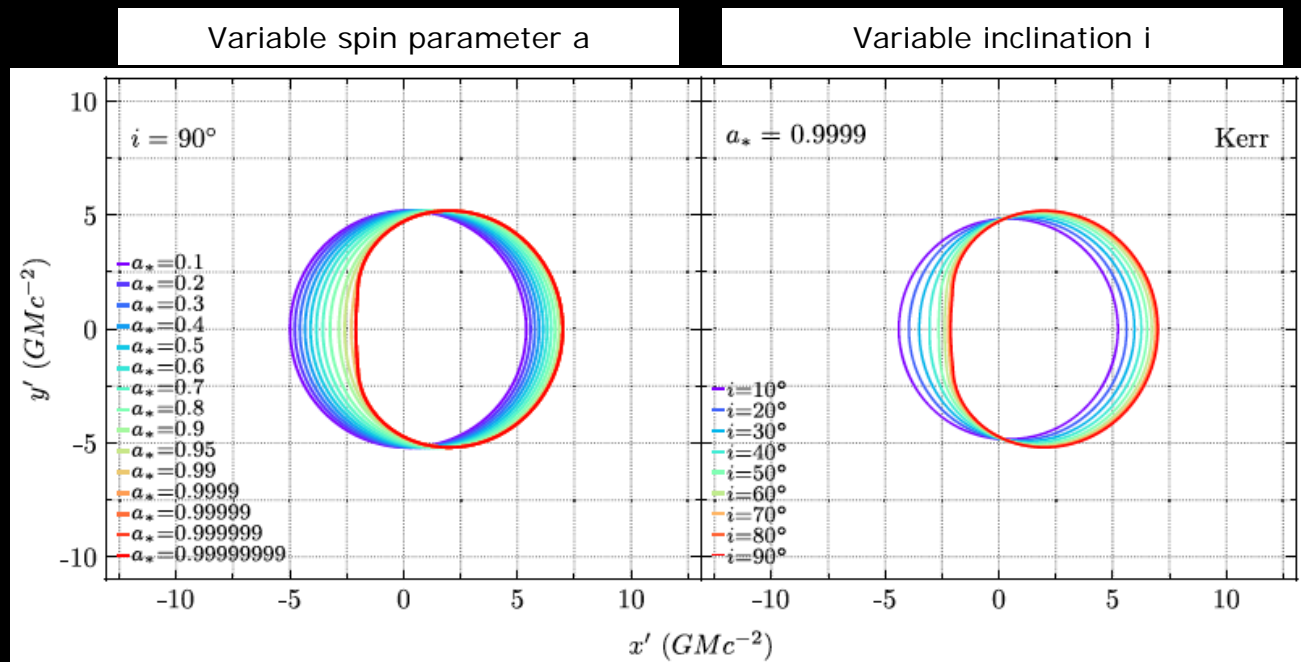 Variable spin parameter a
Variable inclination i
i = 90°
a* = 0.9999
Kerr
10
5
0
-5
-10
y′ (GMc⁻²)
a*=0.1
a*=0.2
a*=0.3
a*=0.4
a*=0.5
a*=0.6
a*=0.7
a*=0.8
a*=0.9
a*=0.95
a*=0.99
a*=0.9999
a*=0.99999
a*=0.999999
a*=0.99999999
i=10°
i=20°
i=30°
i=40°
i=50°
i=60°
i=70°
i=80°
i=90°
-10 -5 0 5 10
-10 -5 0 5 10
x′ (GMc⁻²)